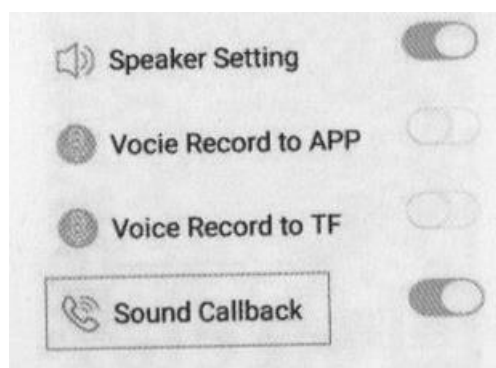 Speaker Setting
Vocie Record to APP
Voice Record to TF
Sound Callback